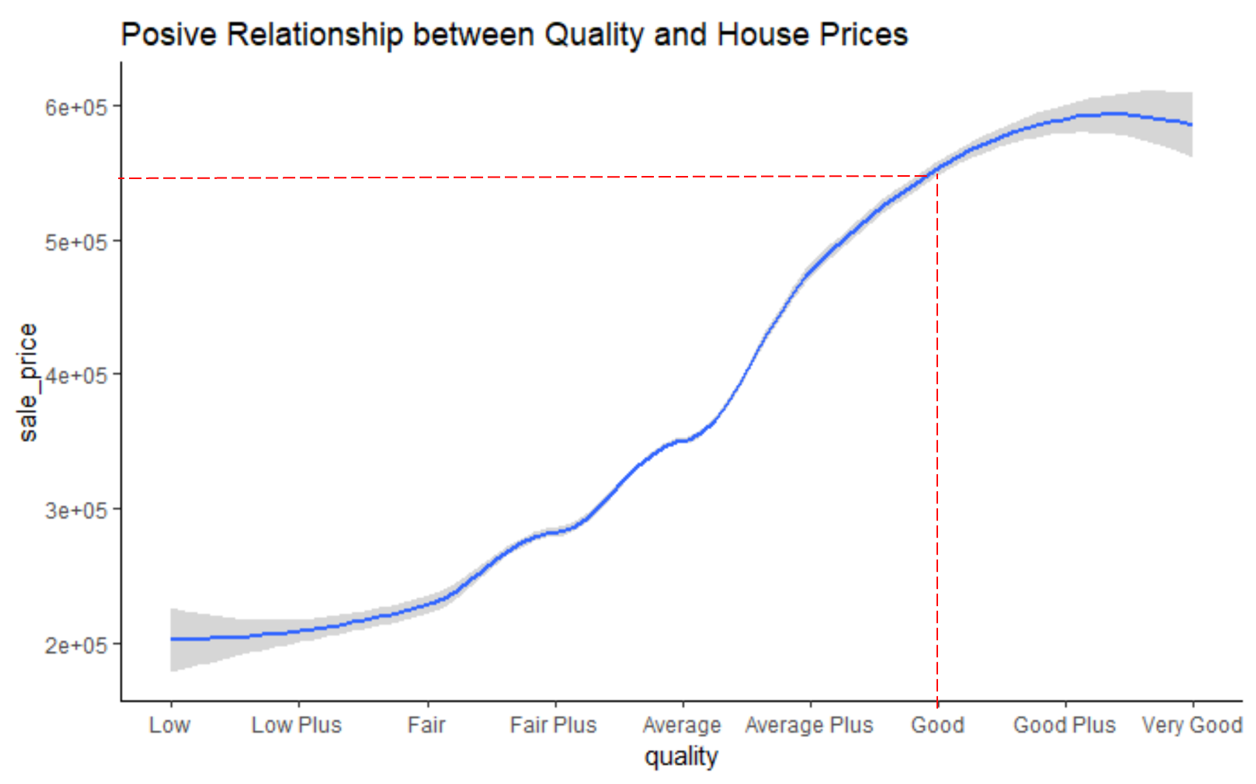 Posive Relationship between Quality and House Prices
6e+05
5e+05
4e+05
3e+05
2e+05
sale_price
Low Low Plus Fair Fair Plus Average Average Plus Good Good Plus Very Good
quality